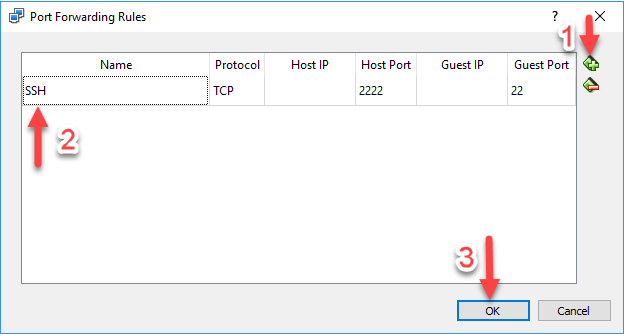 Port Forwarding Rules
?
1
Name Protocol Host IP Host Port Guest IP Guest Port
SSH TCP 2222 22
2
3
OK Cancel